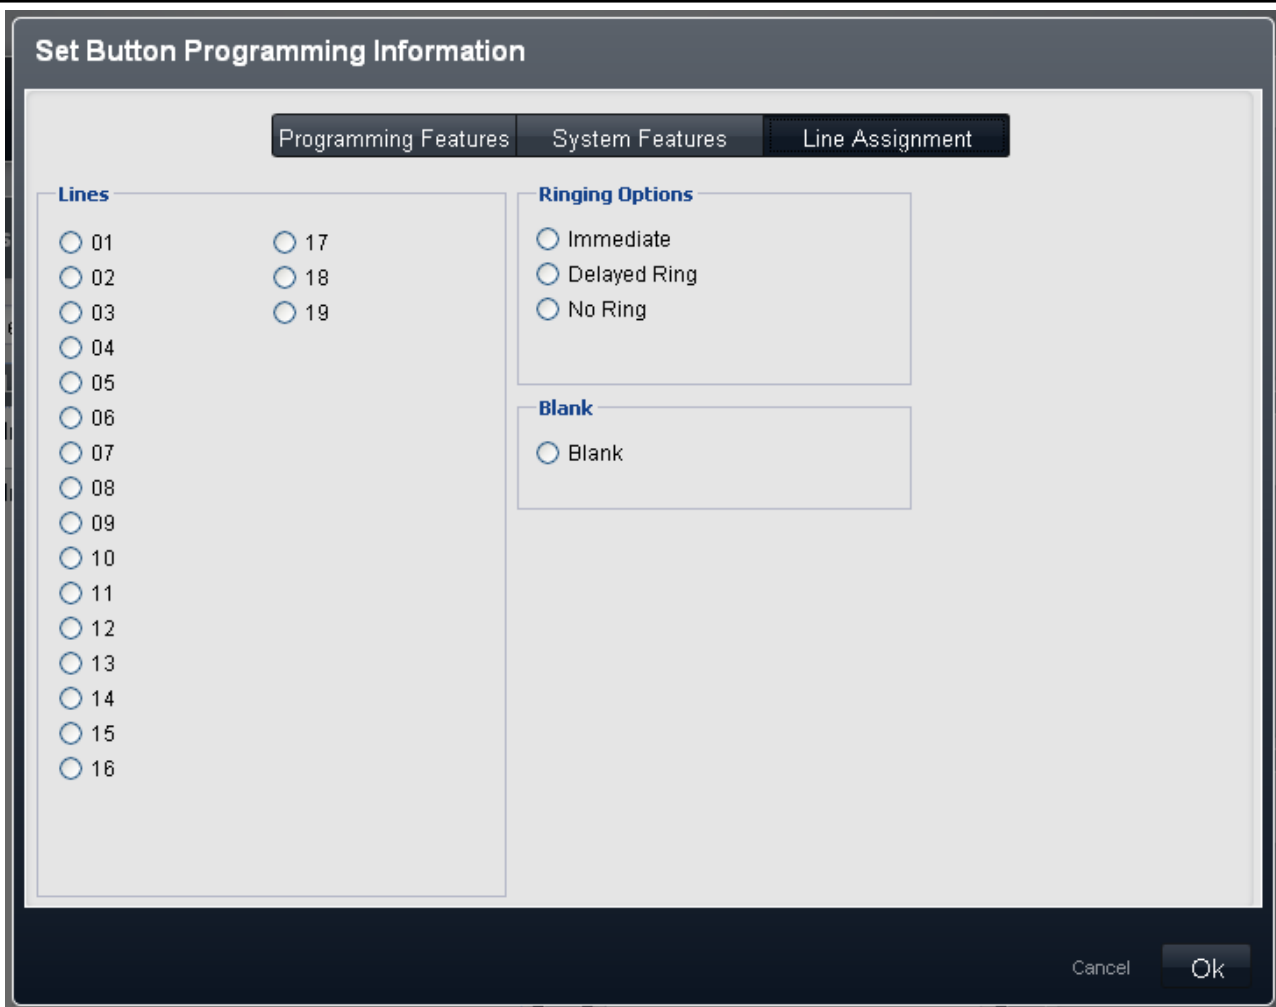 Set Button Programming Information
Programming Features
System Features
Line Assignment
Lines
01
02
03
04
05
06
07
08
09
10
11
12
13
14
15
16
17
18
19
Ringing Options
Immediate
Delayed Ring
No Ring
Blank
Blank
Cancel
Ok